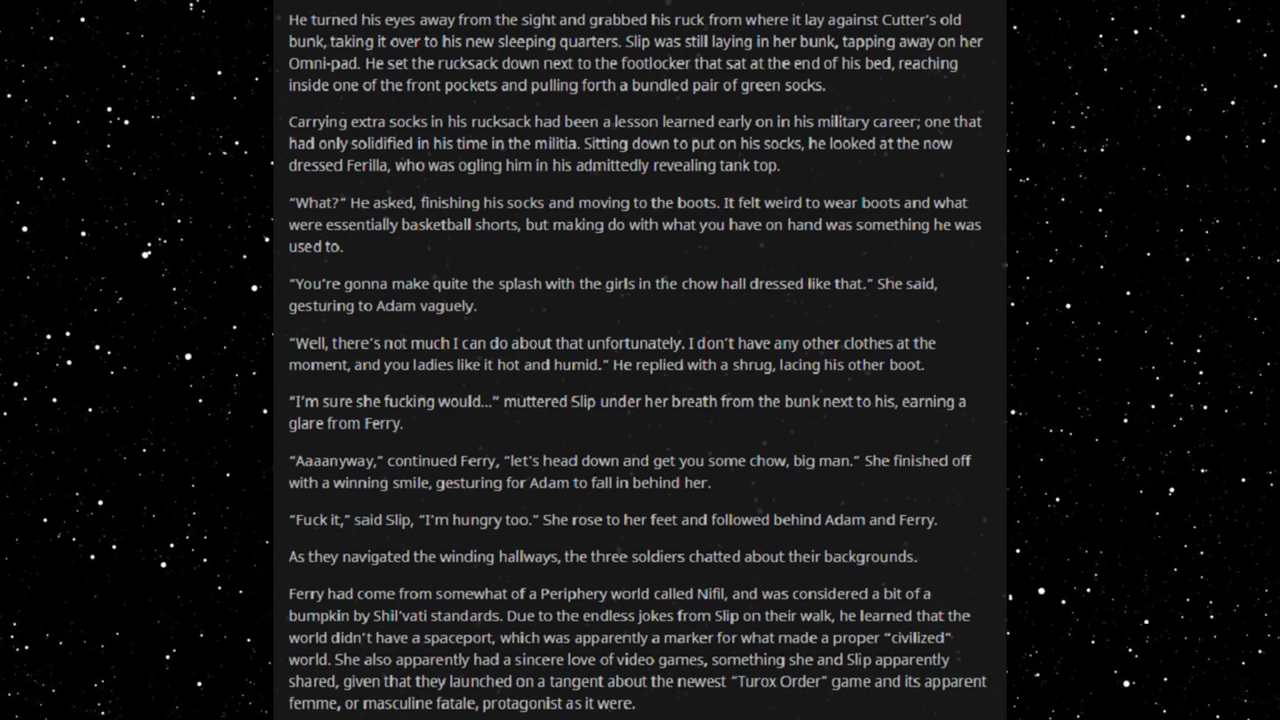 He turned his eyes away from the sight and grabbed his ruck from where it lay against Cutter’s old
bunk, taking it over to his new sleeping quarters. Slip was still laying in her bunk, tapping away on her
Omni-pad. He set the rucksack down next to the footlocker that sat at the end of his bed, reaching
inside one of the front pockets and pulling forth a bundled pair of green socks.
Carrying extra socks in his rucksack had been a lesson learned early on in his military career; one that
had only solidified in his time in the militia. Sitting down to put on his socks, he looked at the now
dressed Ferilla, who was ogling him in his admittedly revealing tank top.
“What?” He asked, finishing his socks and moving to the boots. It felt weird to wear boots and what
were essentially basketball shorts, but making do with what you have on hand was something he was
used to.
“You’re gonna make quite the splash with the girls in the chow hall dressed like that.” She said,
gesturing to Adam vaguely.
“Well, there’s not much I can do about that unfortunately. I don’t have any other clothes at the
moment, and you ladies like it hot and humid.” He replied with a shrug, lacing his other boot.
“I’m sure she fucking would…” muttered Slip under her breath from the bunk next to his, earning a
glare from Ferry.
“Aaaanyway,” continued Ferry, “let’s head down and get you some chow, big man.” She finished off
with a winning smile, gesturing for Adam to fall in behind her.
“Fuck it,” said Slip, “I’m hungry too.” She rose to her feet and followed behind Adam and Ferry.
As they navigated the winding hallways, the three soldiers chatted about their backgrounds.
Ferry had come from somewhat of a Periphery world called Nifil, and was considered a bit of a
bumpkin by Shil’vati standards. Due to the endless jokes from Slip on their walk, he learned that the
world didn’t have a spaceport, which was apparently a marker for what made a proper “civilized”
world. She also apparently had a sincere love of video games, something she and Slip apparently
shared, given that they launched on a tangent about the newest “Turox Order” game and its apparent
femme, or masculine fatale, protagonist as it were.